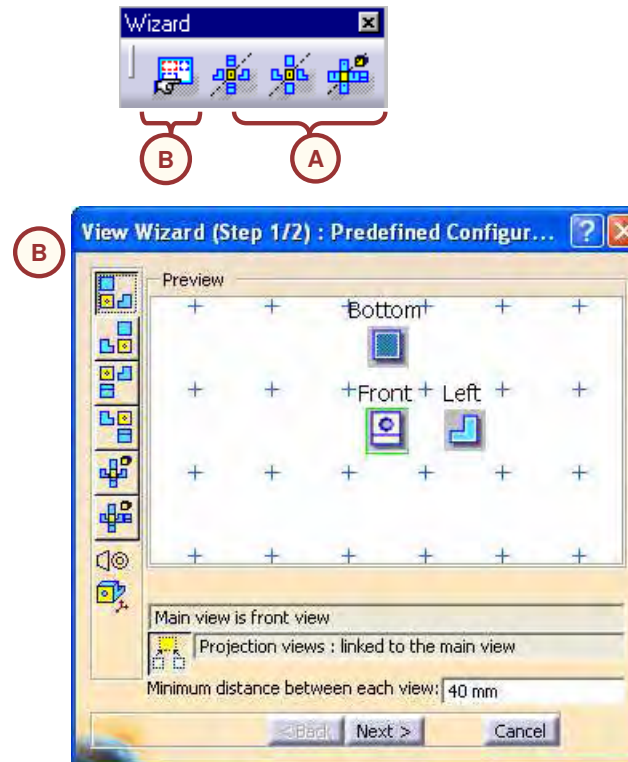 Wizard
B
A
B
View Wizard (Step 1/2) : Predefined Configur...
Preview
Bottom
Front
Left
Main view is front view
Projection views : linked to the main view
Minimum distance between each view: 40 mm
< Back Next > Cancel